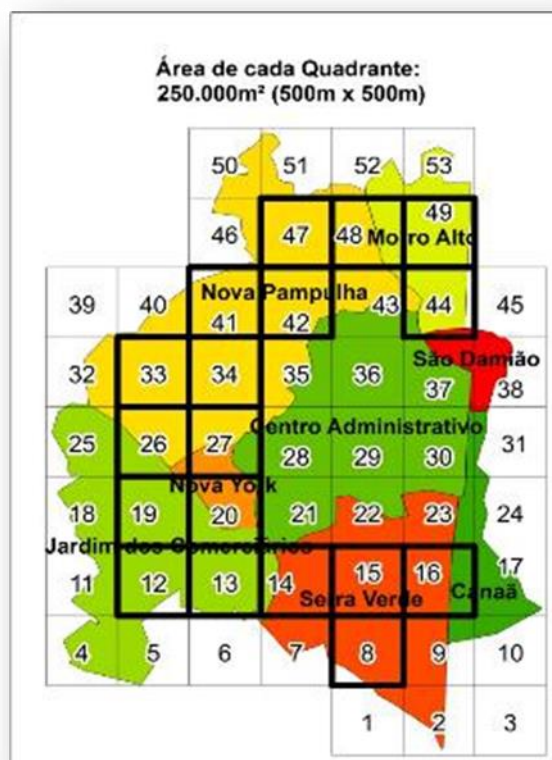 Área de cada Quadrante:
250.000m² (500m x 500m)
50 51 52 53
49
46 47 48 Morro Alto
Nova Pampulha
39 40 41 42 43 44 45
São Damião
32 33 34 35 36 37 38
Centro Administrativo
25 26 27 28 29 30 31
Nova York
18 19 20 21 22 23 24
Jardim dos Comerciários
11 12 13 14 15 16 17
Serra Verde Canaã
4 5 6 7 8 9 10
1 2 3